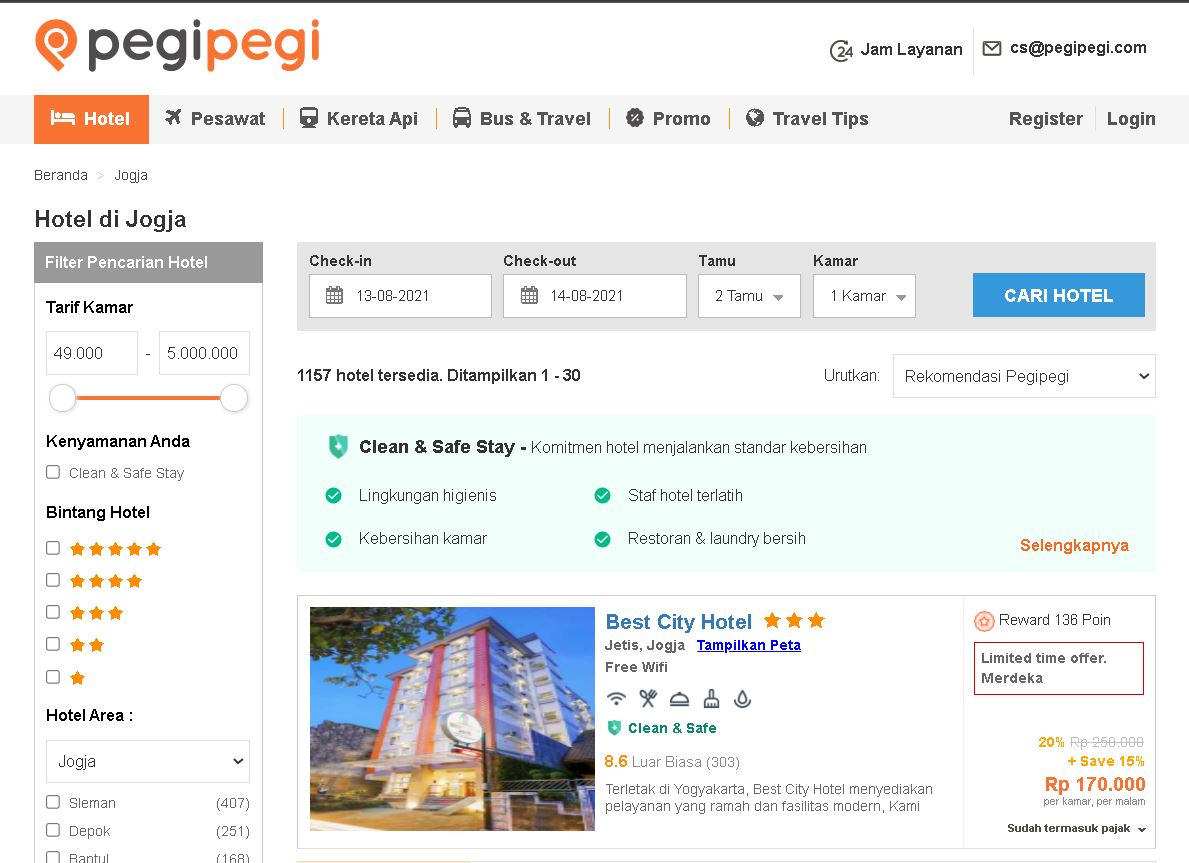 pegipegi
24 Jam Layanan
cs@pegipegi.com
Hotel
Pesawat
Kereta Api
Bus & Travel
Promo
Travel Tips
Register
Login
Beranda > Jogja
Hotel di Jogja
Filter Pencarian Hotel
Tarif Kamar
49.000 - 5.000.000
Kenyamanan Anda
Clean & Safe Stay
Bintang Hotel
Hotel Area :
Jogja
Sleman (407)
Depok (251)
Bantul (168)
Check-in
13-08-2021
Check-out
14-08-2021
Tamu
2 Tamu
Kamar
1 Kamar
CARI HOTEL
1157 hotel tersedia. Ditampilkan 1 - 30
Urutkan:
Rekomendasi Pegipegi
Clean & Safe Stay - Komitmen hotel menjalankan standar kebersihan
Lingkungan higienis
Staf hotel terlatih
Kebersihan kamar
Restoran & laundry bersih
Selengkapnya
Best City Hotel
Jetis, Jogja Tampilkan Peta
Free Wifi
Clean & Safe
8.6 Luar Biasa (303)
Terletak di Yogyakarta, Best City Hotel menyediakan
pelayanan yang ramah dan fasilitas modern, Kami
Reward 136 Poin
Limited time offer.
Merdeka
20% Rp 250.000
+ Save 15%
Rp 170.000
per kamar, per malam
Sudah termasuk pajak